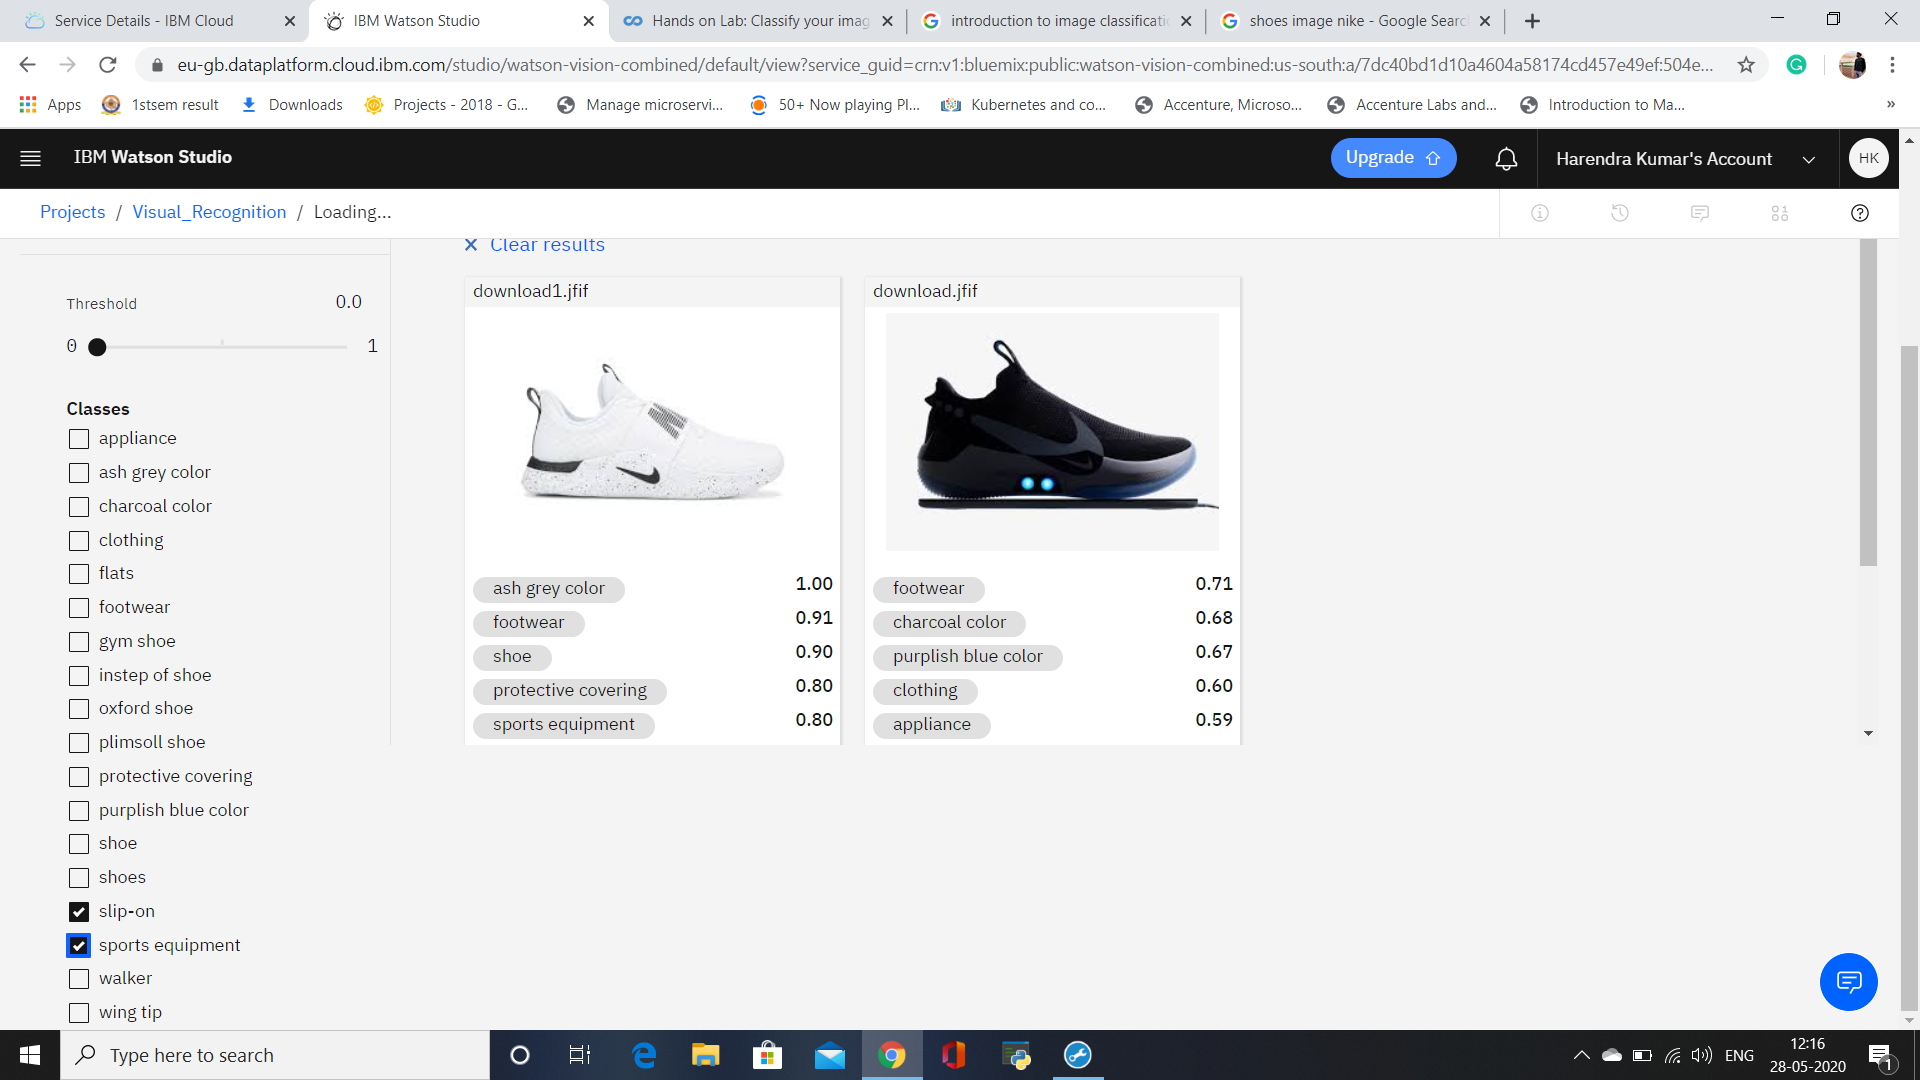 Service Details - IBM Cloud
IBM Watson Studio
Hands on Lab: Classify your imag
introduction to image classificati
shoes image nike - Google Searc
eu-gb.dataplatform.cloud.ibm.com/studio/watson-vision-combined/default/view?service_guid=crn:v1:bluemix:public:watson-vision-combined:us-south:a/7dc40bd1d10a4604a58174cd457e49ef:504e...
Apps
1stsem result
Downloads
Projects - 2018 - G...
Manage microservi...
50+ Now playing Pl...
Kubernetes and co...
Accenture, Microso...
Accenture Labs and...
Introduction to Ma...
»
IBM Watson Studio
Upgrade
Harendra Kumar's Account
HK
Projects / Visual_Recognition / Loading...
Clear results
Threshold 0.0
0 1
Classes
appliance
ash grey color
charcoal color
clothing
flats
footwear
gym shoe
instep of shoe
oxford shoe
plimsoll shoe
protective covering
purplish blue color
shoe
shoes
slip-on
sports equipment
walker
wing tip
download1.jfif
ash grey color 1.00
footwear 0.91
shoe 0.90
protective covering 0.80
sports equipment 0.80
download.jfif
footwear 0.71
charcoal color 0.68
purplish blue color 0.67
clothing 0.60
appliance 0.59
Type here to search
ENG
12:16
28-05-2020
1